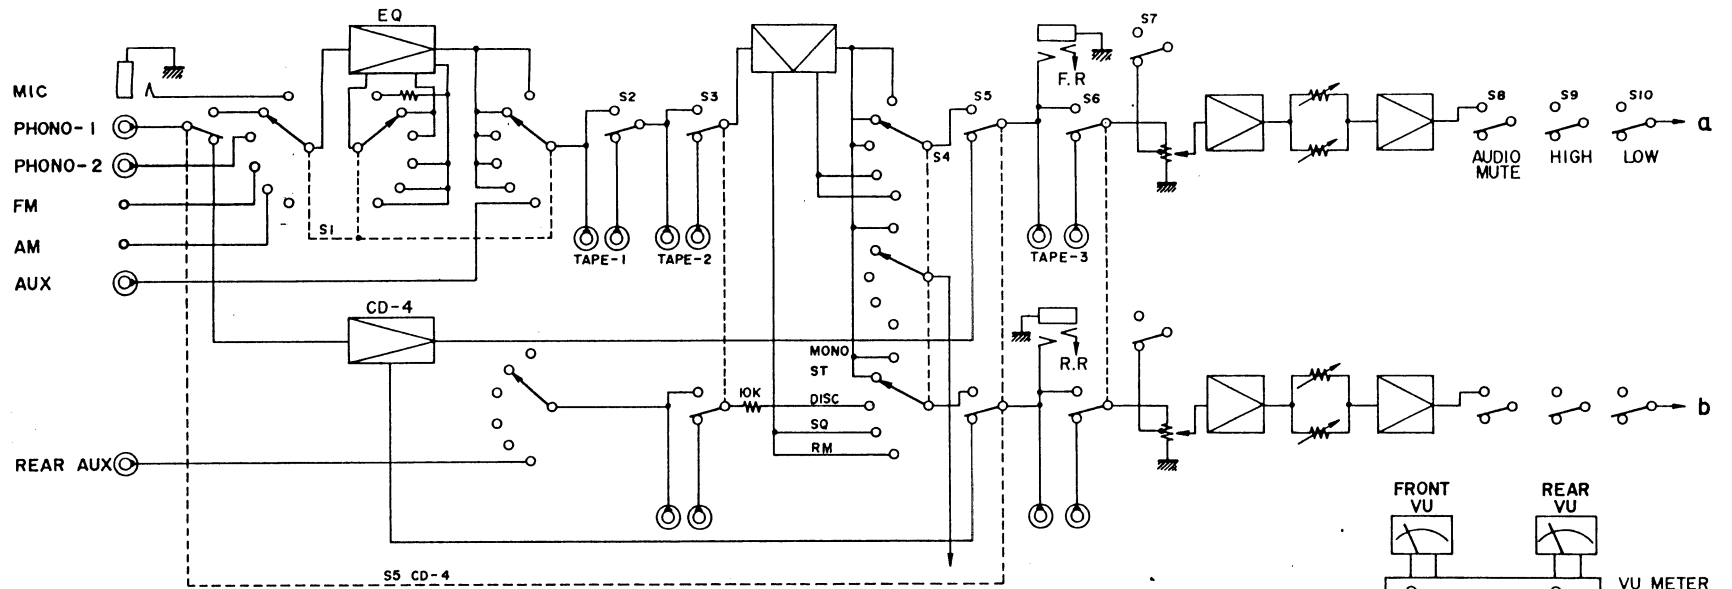 EQ
S7
MIC
F.R
S2
S3
S5
S6
S8
S9
S10
PHONO-1
a
S4
AUDIO
MUTE
HIGH
LOW
PHONO-2
FM
S1
AM
TAPE-1
TAPE-2
TAPE-3
AUX
CD-4
MONO
R.R
ST
10K
DISC
b
SQ
RM
REAR AUX
FRONT
VU
REAR
VU
S5 CD-4
VU METER